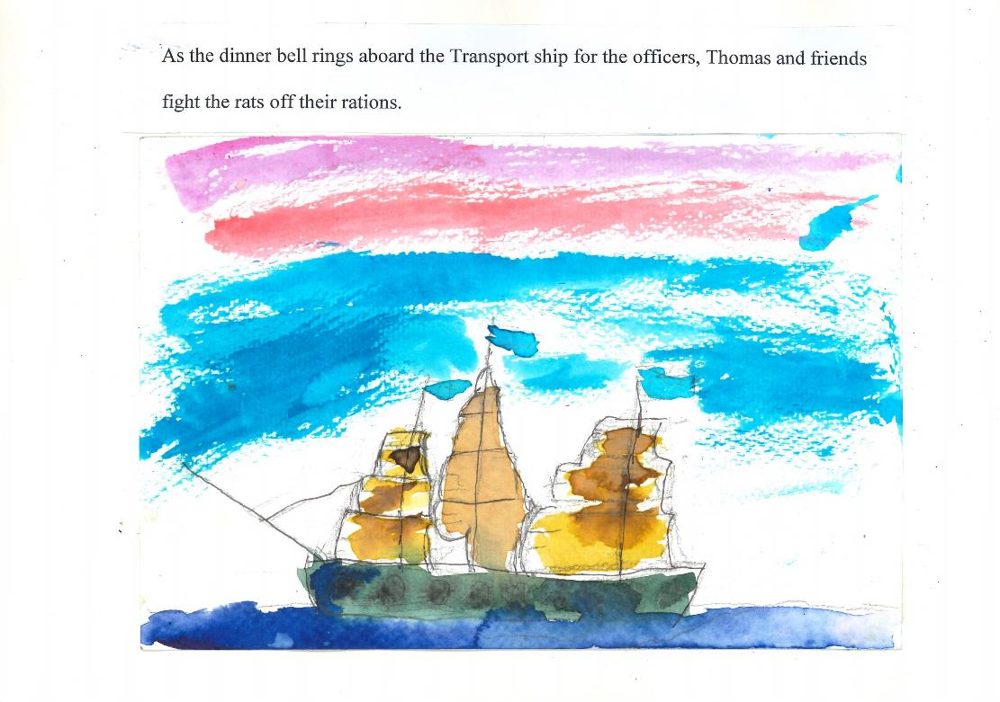 As the dinner bell rings aboard the Transport ship for the officers, Thomas and friends
fight the rats off their rations.